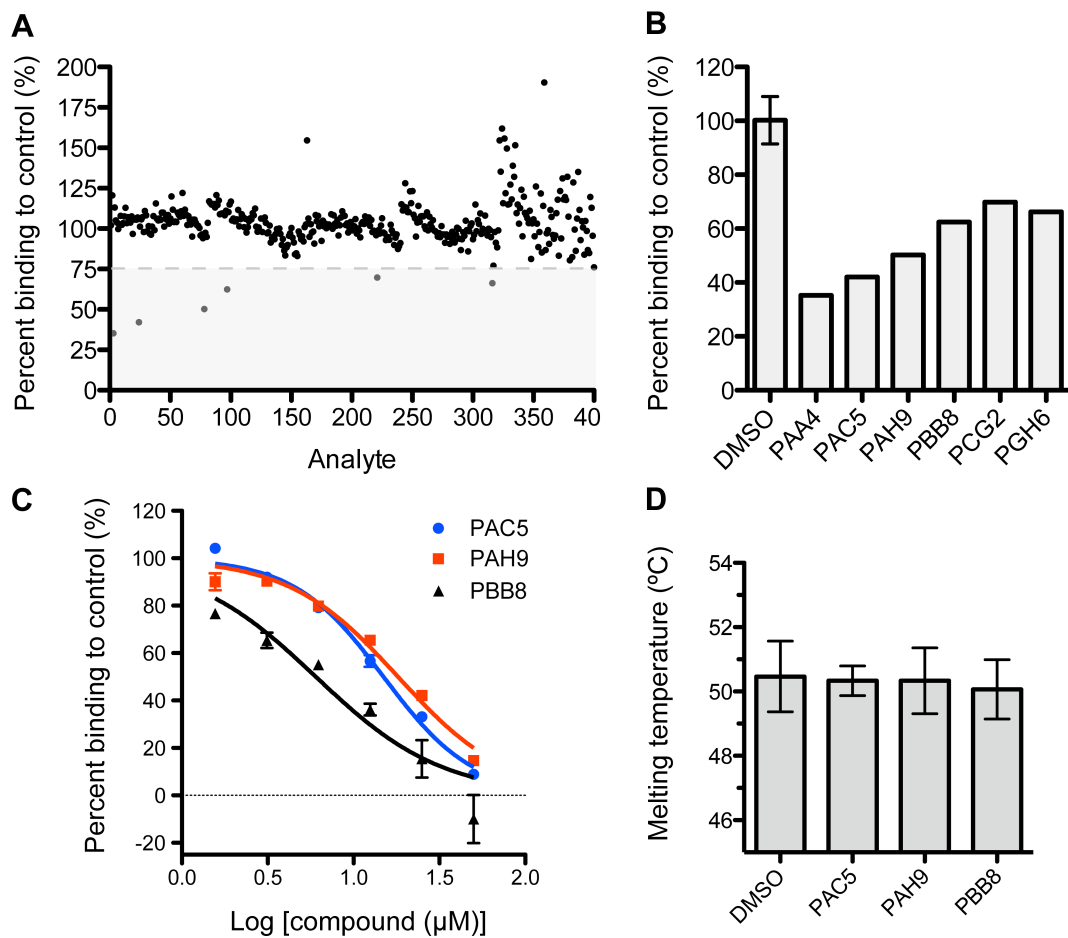 A
Percent binding to control (%)
200
175
150
125
100
75
50
25
0
0 50 100 150 200 250 300 350 40
Analyte
B
Percent binding to control (%)
120
100
80
60
40
20
0
DMSO PAA4 PAC5 PAH9 PBB8 PCG2 PGH6
C
Percent binding to control (%)
120
100
80
60
40
20
0
-20
0.0 0.5 1.0 1.5 2.0
Log [compound (µM)]
PAC5
PAH9
PBB8
D
Melting temperature (ºC)
54
52
50
48
46
DMSO PAC5 PAH9 PBB8